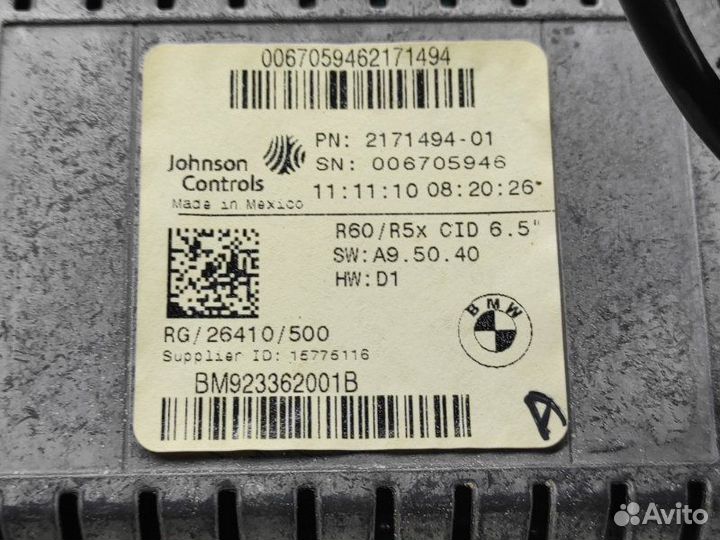 0067059462171494
Johnson
Controls
PN: 2171494-01
SN: 006705946
Made in Mexico
11:11:10 08:20:26
R60/R5x CID 6.5"
SW:A9.50.40
HW:D1
BMW
RG/26410/500
Supplier ID: 15775116
BM923362001B
A
Avito